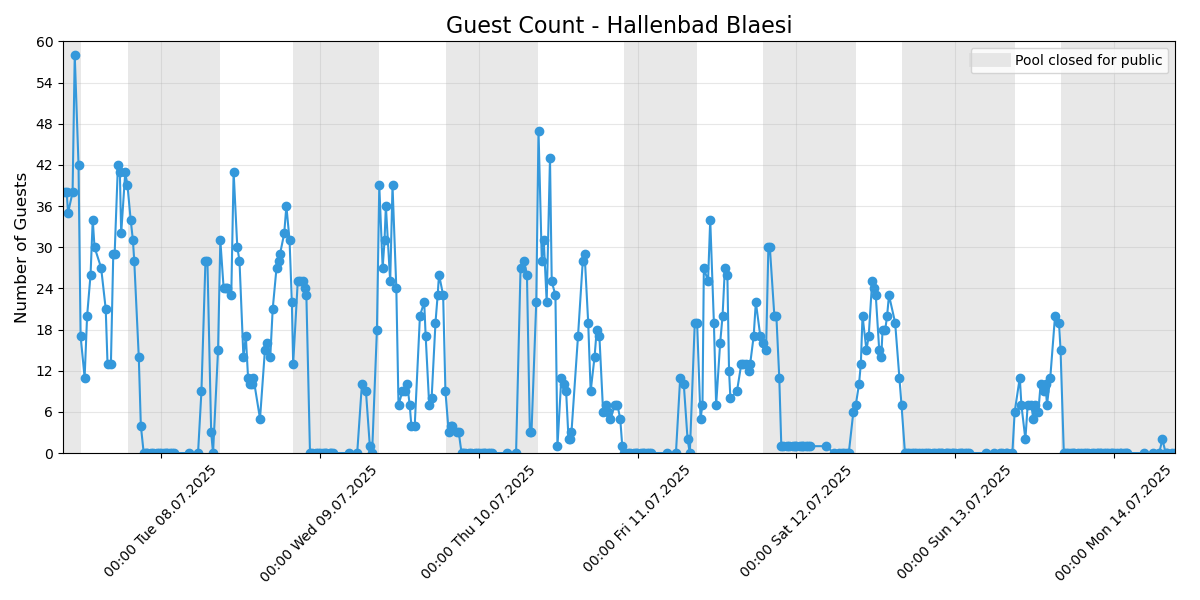 Guest Count - Hallenbad Blaesi
Pool closed for public
Number of Guests
60
54
48
42
36
30
24
18
12
6
0
00:00 Tue 08.07.2025
00:00 Wed 09.07.2025
00:00 Thu 10.07.2025
00:00 Fri 11.07.2025
00:00 Sat 12.07.2025
00:00 Sun 13.07.2025
00:00 Mon 14.07.2025